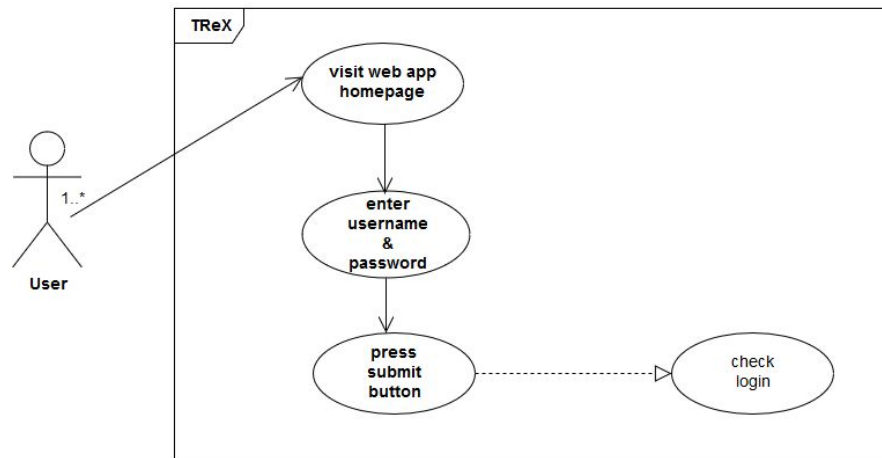 TReX
visit web app
homepage
1..*
User
enter
username
&
password
press
submit
button
check
login